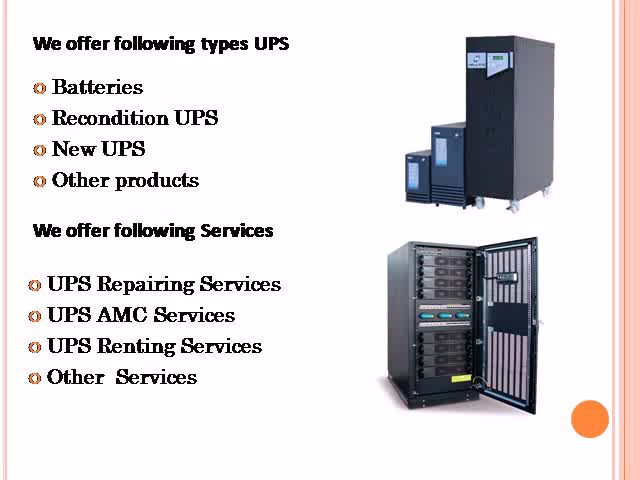 We offer following types UPS
Batteries
Recondition UPS
New UPS
Other products
We offer following Services
UPS Repairing Services
UPS AMC Services
UPS Renting Services
Other Services